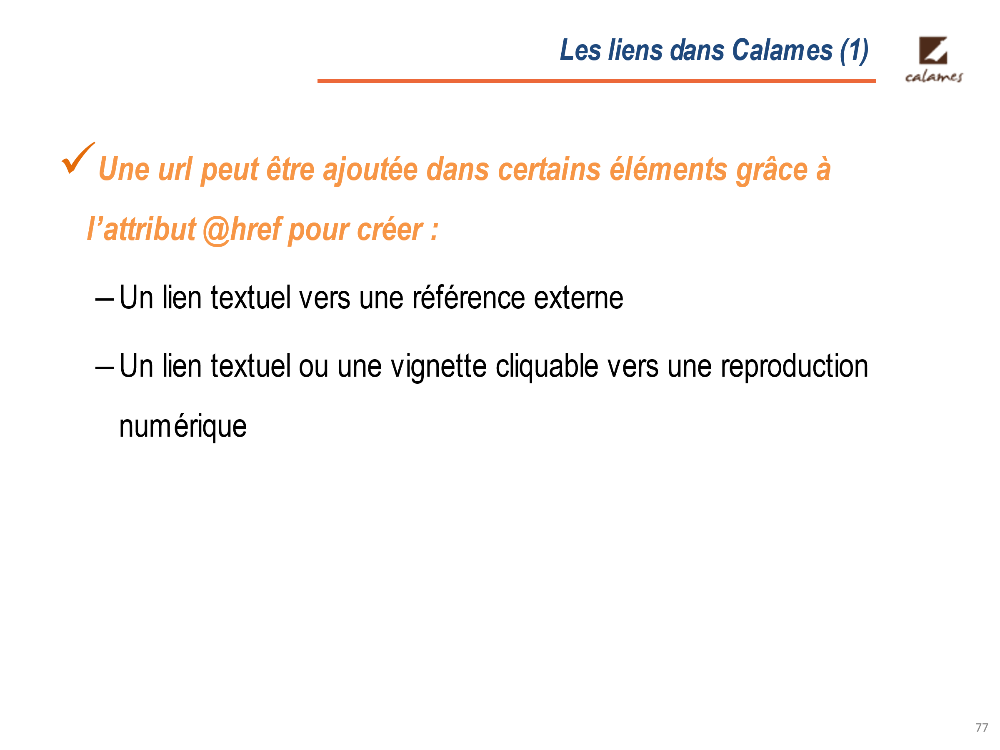 Les liens dans Calames (1)
calames
✓ Une url peut être ajoutée dans certains éléments grâce à
l’attribut @href pour créer :
– Un lien textuel vers une référence externe
– Un lien textuel ou une vignette cliquable vers une reproduction
numérique
77